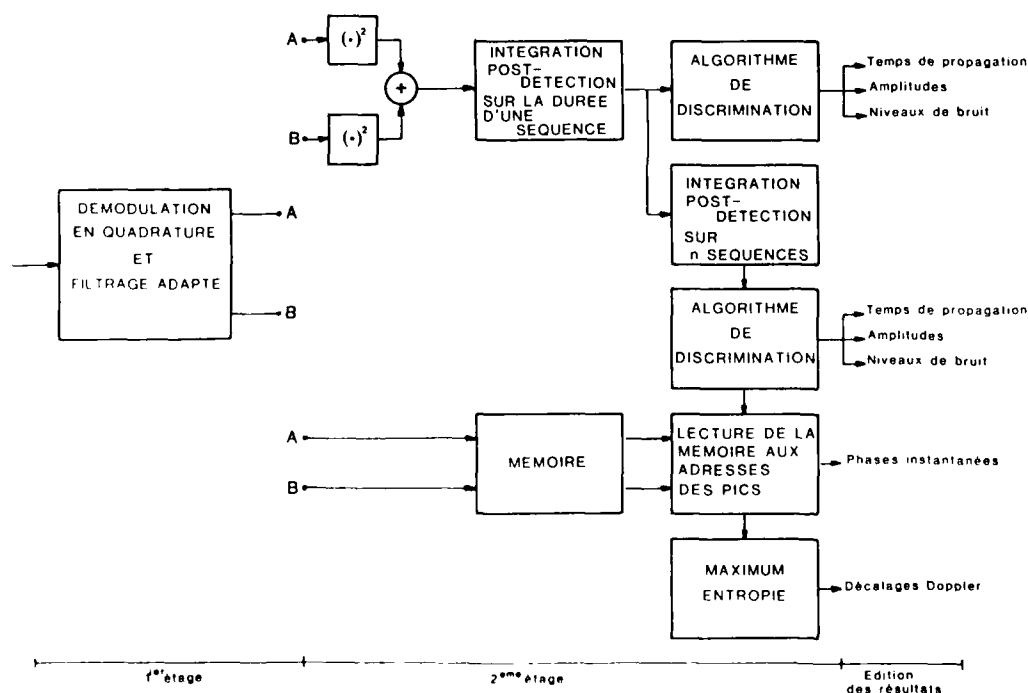 A
(•)²
+
B
(•)²
INTEGRATION
POST-
DETECTION
SUR LA DUREE
D'UNE
SEQUENCE
ALGORITHME
DE
DISCRIMINATION
Temps de propagation
Amplitudes
Niveaux de bruit
DEMODULATION
EN QUADRATURE
ET
FILTRAGE ADAPTE
A
B
INTEGRATION
POST-
DETECTION
SUR
n SEQUENCES
ALGORITHME
DE
DISCRIMINATION
Temps de propagation
Amplitudes
Niveaux de bruit
A
B
MEMOIRE
LECTURE DE LA
MEMOIRE AUX
ADRESSES
DES PICS
Phases instantanées
MAXIMUM
ENTROPIE
Décalages Doppler
1er étage
2eme étage
Edition
des résultats